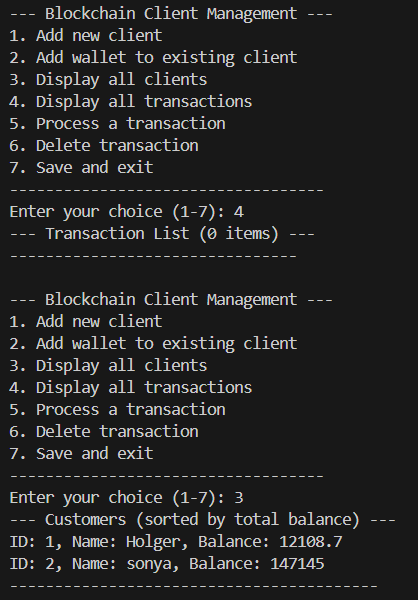 --- Blockchain Client Management ---
1. Add new client
2. Add wallet to existing client
3. Display all clients
4. Display all transactions
5. Process a transaction
6. Delete transaction
7. Save and exit
-----------------------------------
Enter your choice (1-7): 4
--- Transaction List (0 items) ---
--------------------------------
--- Blockchain Client Management ---
1. Add new client
2. Add wallet to existing client
3. Display all clients
4. Display all transactions
5. Process a transaction
6. Delete transaction
7. Save and exit
-----------------------------------
Enter your choice (1-7): 3
--- Customers (sorted by total balance) ---
ID: 1, Name: Holger, Balance: 12108.7
ID: 2, Name: sonya, Balance: 147145
-----------------------------------------